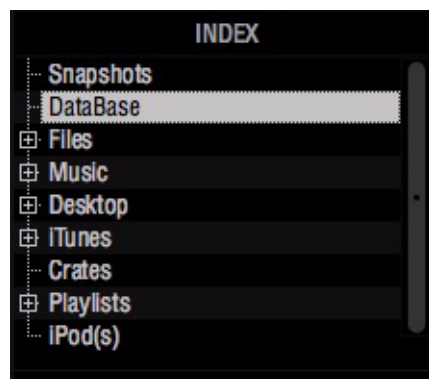 INDEX
Snapshots
DataBase
Files
Music
Desktop
iTunes
Crates
Playlists
iPod(s)